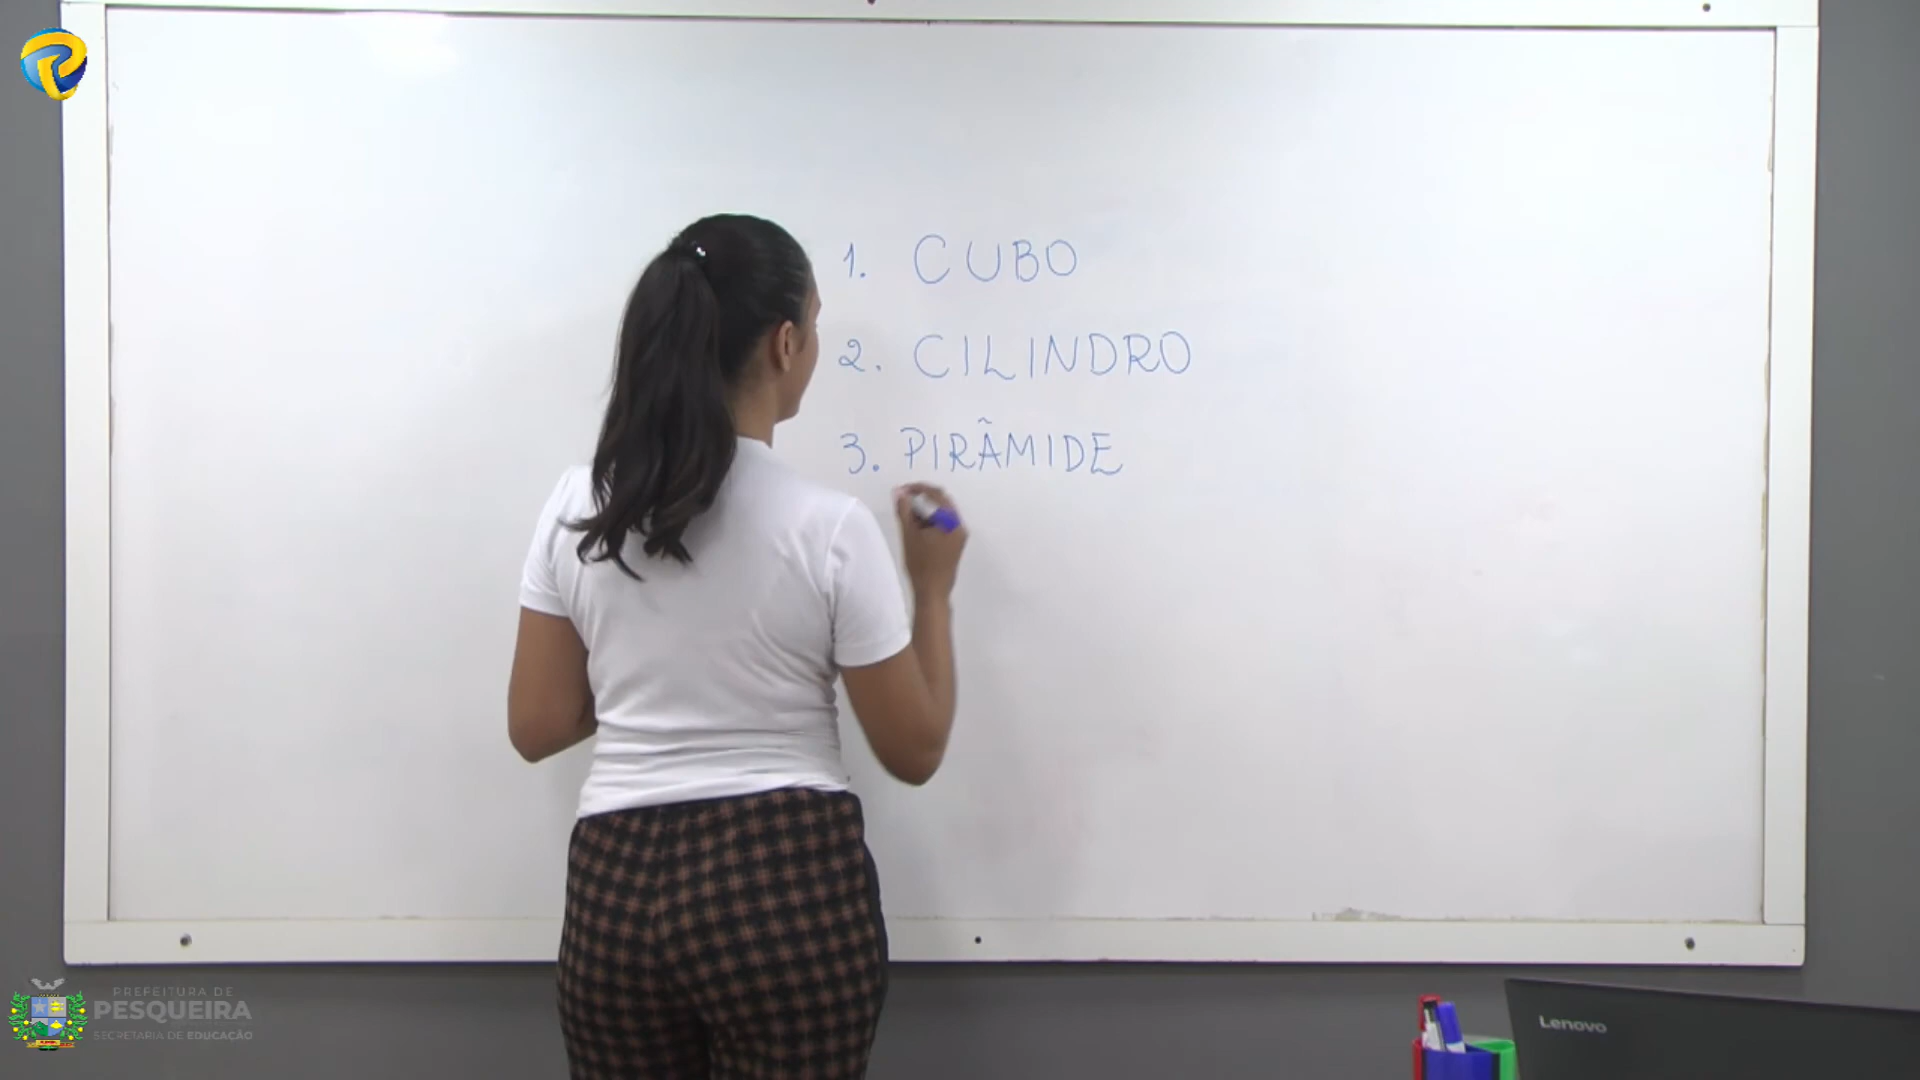 1. CUBO
2. CILINDRO
3. PIRÂMIDE
PREFEITURA DE
PESQUEIRA
SECRETARIA DE EDUCAÇÃO
Lenovo